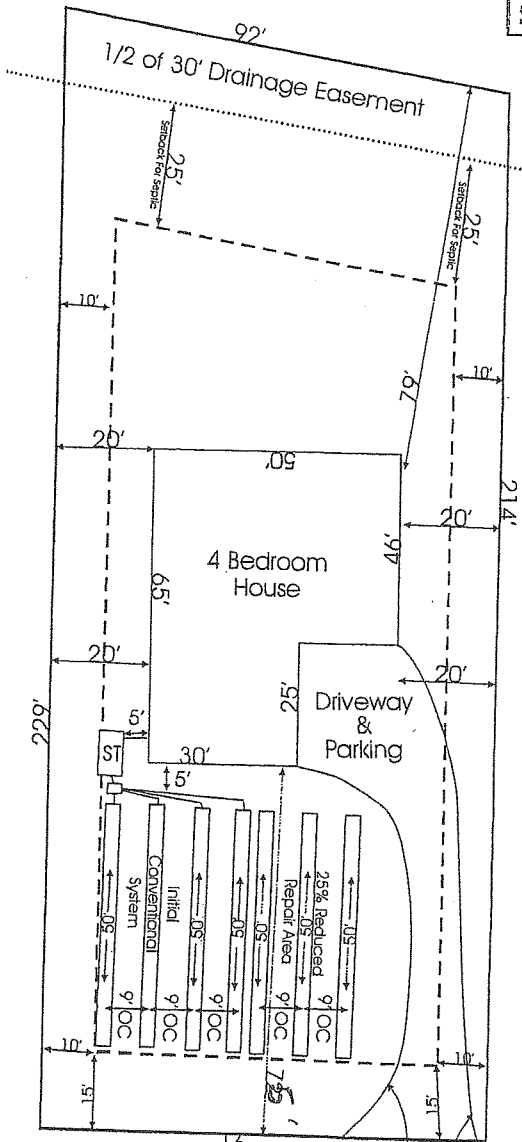 92'
1/2 of 30' Drainage Easement
25'
Setback For Septic
25'
Setback For Septic
10'
10'
79'
214'
20'
50'
20'
46'
4 Bedroom
House
65'
20'
20'
25'
Driveway
&
Parking
229'
5'
ST
30'
5'
Initial
Conventional
System
25% Reduced
Repair Area
50'
50'
50'
50'
50'
50'
50'
9' OC
9' OC
9' OC
9' OC
9' OC
10'
10'
15'
15'